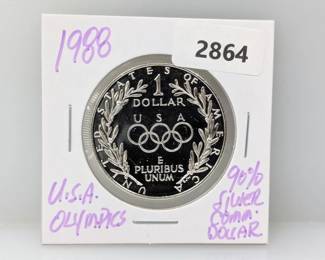 1988
2864
UNITED STATES OF AMERICA
1
DOLLAR
USA
E
PLURIBUS
UNUM
U.S.A.
OLYMPICS
90%
SILVER
COMM.
DOLLAR